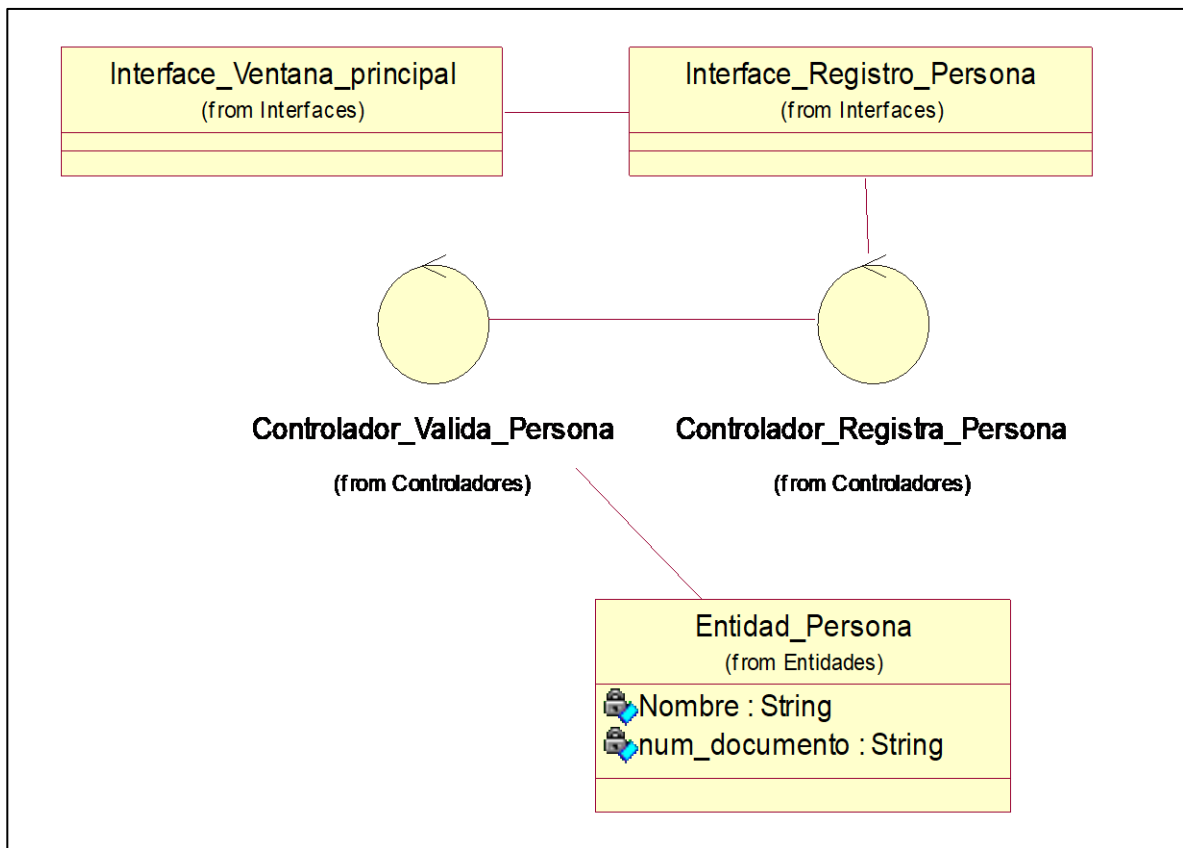 Interface_Ventana_principal
(from Interfaces)
Interface_Registro_Persona
(from Interfaces)
Controlador_Valida_Persona
(from Controladores)
Controlador_Registra_Persona
(from Controladores)
Entidad_Persona
(from Entidades)
Nombre : String
num_documento : String